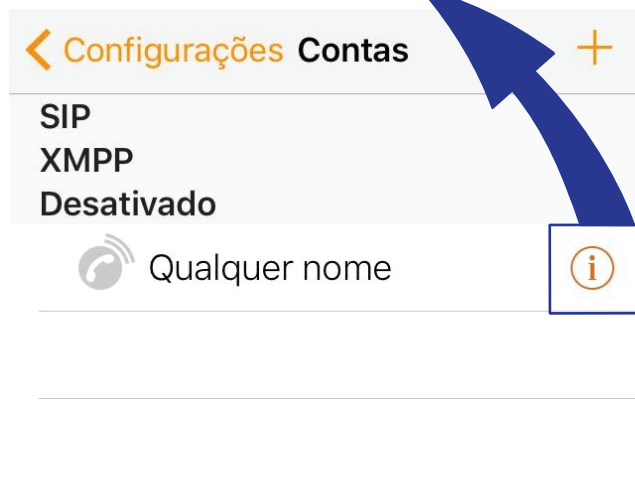 Configurações Contas
SIP
XMPP
Desativado
Qualquer nome i